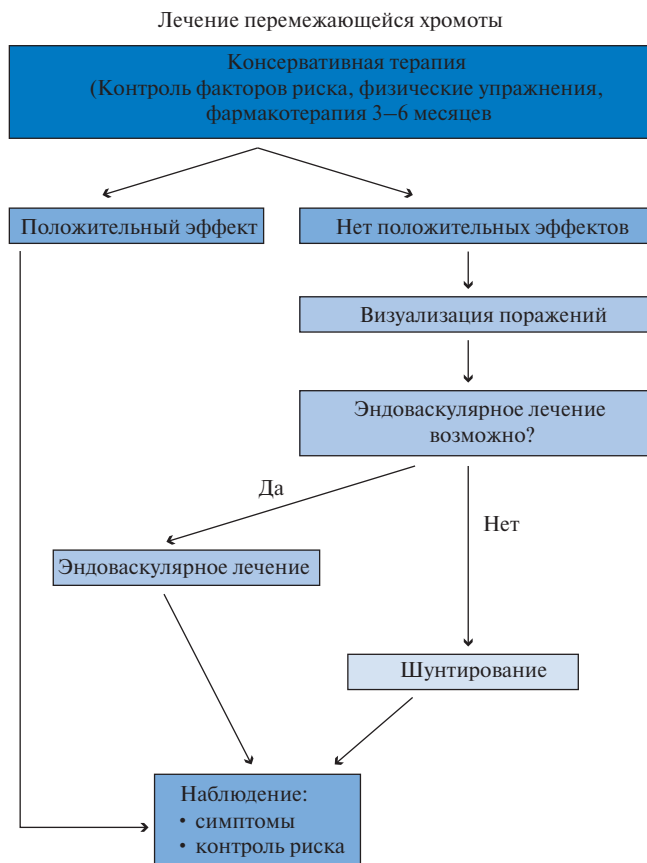 Лечение перемежающейся хромоты
Консервативная терапия
(Контроль факторов риска, физические упражнения,
фармакотерапия 3–6 месяцев
Положительный эффект
Нет положительных эффектов
Визуализация поражений
Эндоваскулярное лечение
возможно?
Да
Нет
Эндоваскулярное лечение
Шунтирование
Наблюдение:
• симптомы
• контроль риска